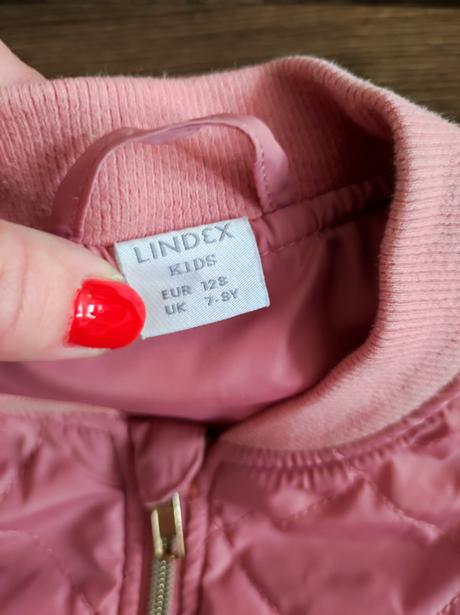 LINDEX
KIDS
EUR 128
UK 7-8Y